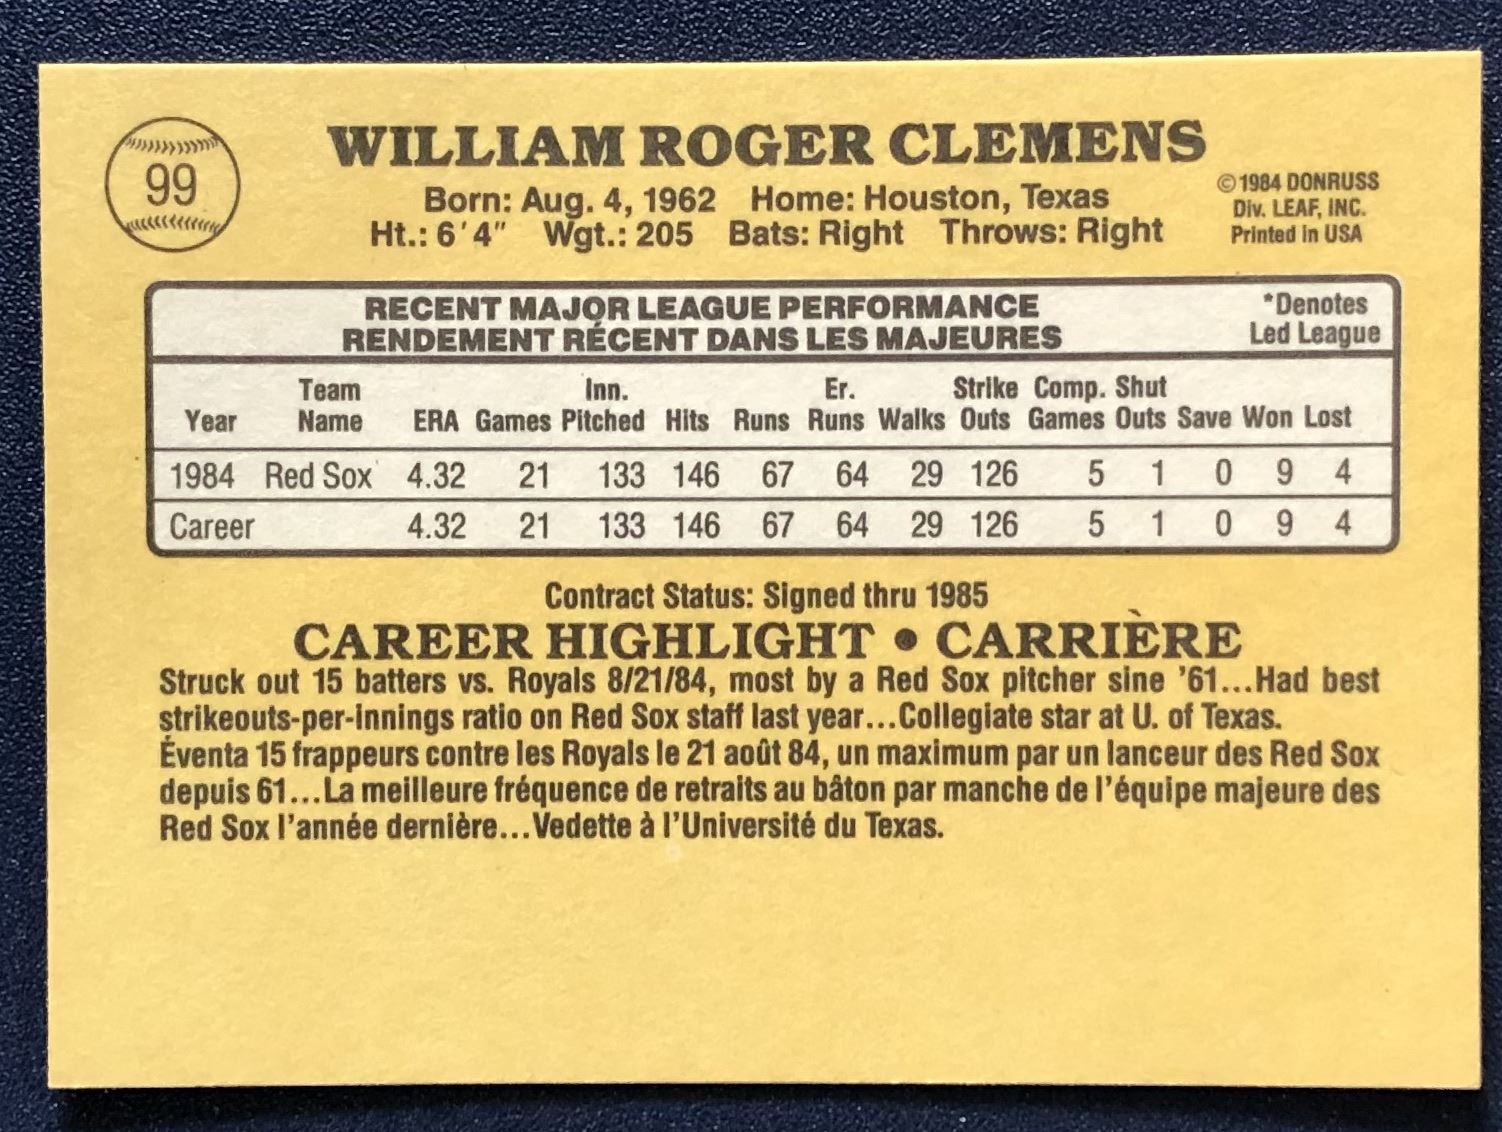 99
WILLIAM ROGER CLEMENS
Born: Aug. 4, 1962 Home: Houston, Texas
Ht.: 6'4" Wgt.: 205 Bats: Right Throws: Right
©1984 DONRUSS
Div. LEAF, INC.
Printed in USA
RECENT MAJOR LEAGUE PERFORMANCE
RENDEMENT RÉCENT DANS LES MAJEURES
*Denotes
Led League
Team Inn. Er. Strike Comp. Shut
Year Name ERA Games Pitched Hits Runs Runs Walks Outs Games Outs Save Won Lost
1984 Red Sox 4.32 21 133 146 67 64 29 126 5 1 0 9 4
Career 4.32 21 133 146 67 64 29 126 5 1 0 9 4
Contract Status: Signed thru 1985
CAREER HIGHLIGHT • CARRIÈRE
Struck out 15 batters vs. Royals 8/21/84, most by a Red Sox pitcher sine '61...Had best
strikeouts-per-innings ratio on Red Sox staff last year...Collegiate star at U. of Texas.
Éventa 15 frappeurs contre les Royals le 21 août 84, un maximum par un lanceur des Red Sox
depuis 61...La meilleure fréquence de retraits au bâton par manche de l'équipe majeure des
Red Sox l'année dernière...Vedette à l'Université du Texas.